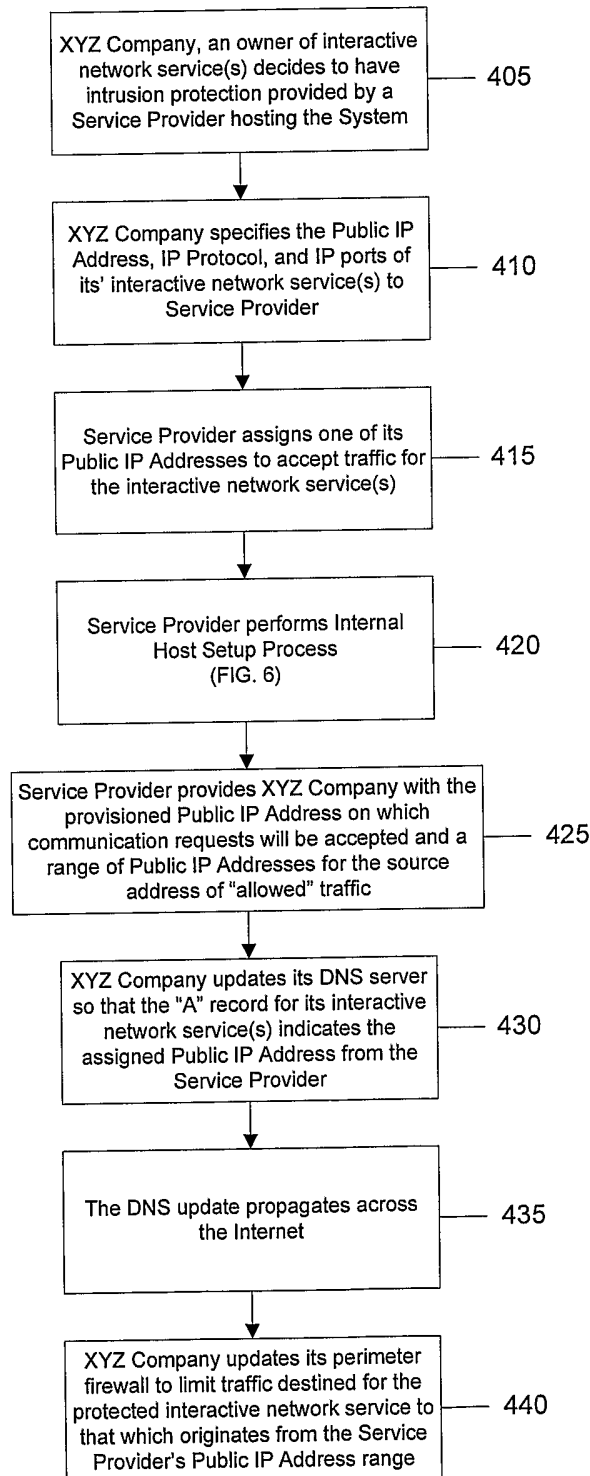 XYZ Company, an owner of interactive
network service(s) decides to have
intrusion protection provided by a
Service Provider hosting the System
405
XYZ Company specifies the Public IP
Address, IP Protocol, and IP ports of
its' interactive network service(s) to
Service Provider
410
Service Provider assigns one of its
Public IP Addresses to accept traffic for
the interactive network service(s)
415
Service Provider performs Internal
Host Setup Process
(FIG. 6)
420
Service Provider provides XYZ Company with the
provisioned Public IP Address on which
communication requests will be accepted and a
range of Public IP Addresses for the source
address of “allowed” traffic
425
XYZ Company updates its DNS server
so that the “A” record for its interactive
network service(s) indicates the
assigned Public IP Address from the
Service Provider
430
The DNS update propagates across
the Internet
435
XYZ Company updates its perimeter
firewall to limit traffic destined for the
protected interactive network service to
that which originates from the Service
Provider's Public IP Address range
440